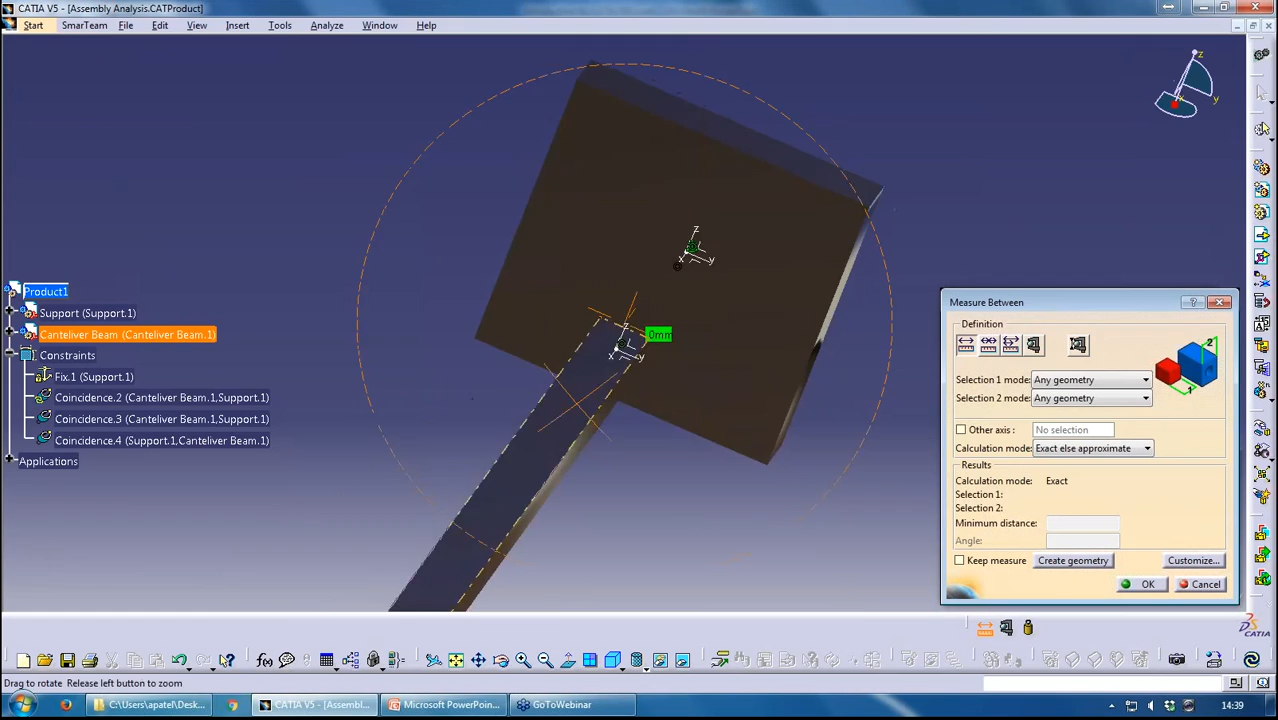 CATIA V5 - [Assembly Analysis.CATProduct]
Start SmarTeam File Edit View Insert Tools Analyze Window Help
z
y
x
z
y
x
0mm
z
x
y
Product1
Support (Support.1)
Canteliver Beam (Canteliver Beam.1)
Constraints
Fix.1 (Support.1)
Coincidence.2 (Canteliver Beam.1,Support.1)
Coincidence.3 (Canteliver Beam.1,Support.1)
Coincidence.4 (Support.1,Canteliver Beam.1)
Applications
Measure Between
Definition
2
1
Selection 1 mode: Any geometry
Selection 2 mode: Any geometry
Other axis : No selection
Calculation mode: Exact else approximate
Results
Calculation mode: Exact
Selection 1:
Selection 2:
Minimum distance:
Angle:
Keep measure Create geometry Customize...
OK Cancel
CATIA
f(x)
Drag to rotate Release left button to zoom
C:\Users\apatel\Desk... CATIA V5 - [Assembl... Microsoft PowerPoin... GoToWebinar 14:39